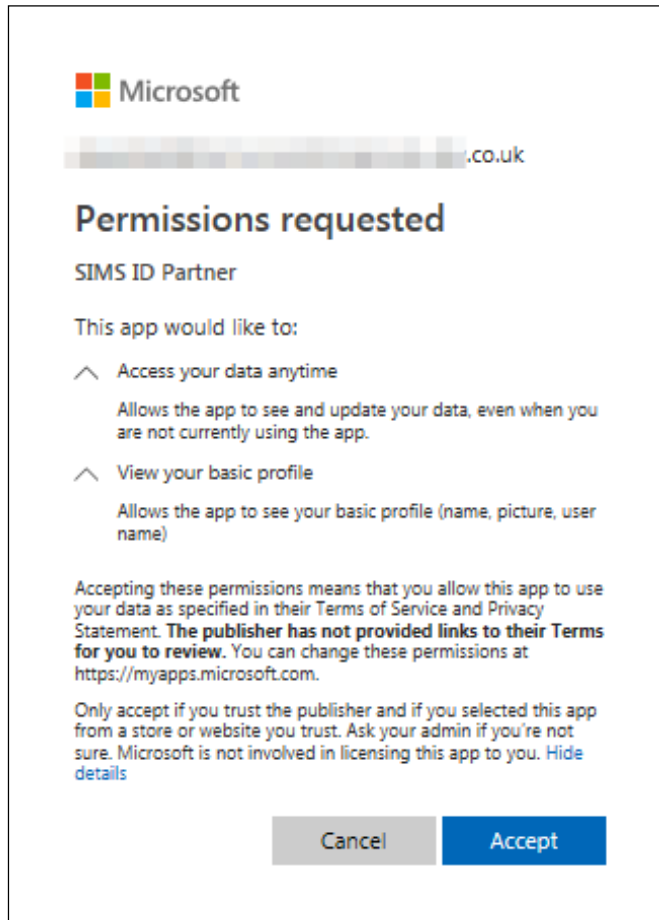 Microsoft
.co.uk
Permissions requested
SIMS ID Partner
This app would like to:
Access your data anytime
Allows the app to see and update your data, even when you
are not currently using the app.
View your basic profile
Allows the app to see your basic profile (name, picture, user
name)
Accepting these permissions means that you allow this app to use
your data as specified in their Terms of Service and Privacy
Statement. The publisher has not provided links to their Terms
for you to review. You can change these permissions at
https://myapps.microsoft.com.
Only accept if you trust the publisher and if you selected this app
from a store or website you trust. Ask your admin if you're not
sure. Microsoft is not involved in licensing this app to you. Hide
details
Cancel Accept